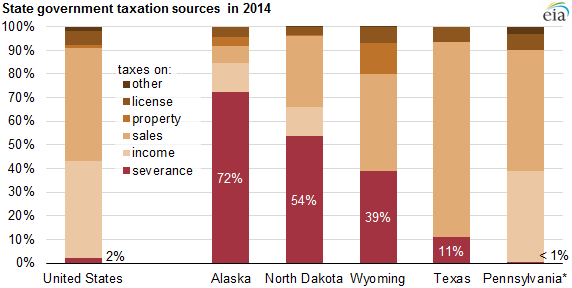 State government taxation sources in 2014
eia
100%
90%
80%
70%
60%
50%
40%
30%
20%
10%
0%
taxes on:
other
license
property
sales
income
severance
2%
72%
54%
39%
11%
< 1%
United States
Alaska
North Dakota
Wyoming
Texas
Pennsylvania*